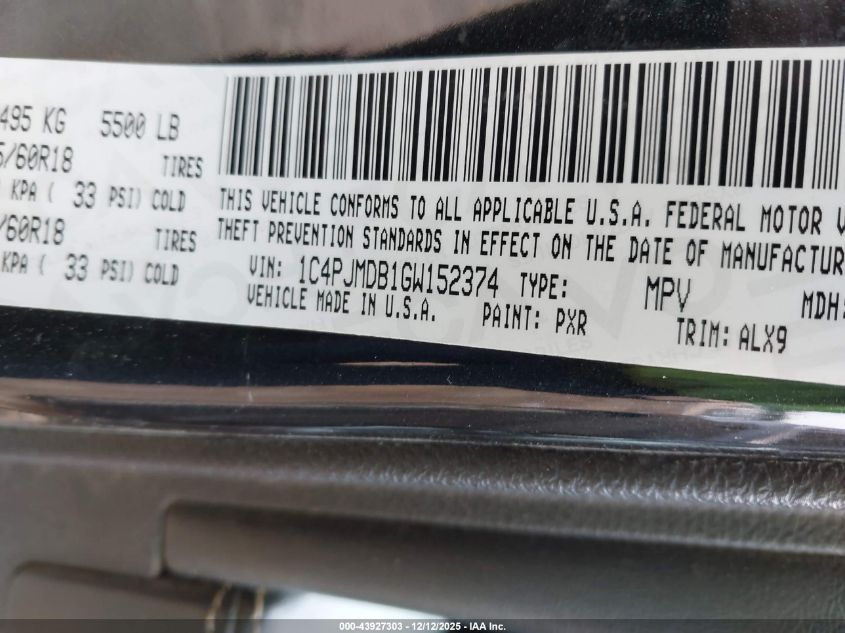 495 KG 5500 LB
/60R18 TIRES
KPA ( 33 PSI) COLD
/60R18 TIRES
KPA ( 33 PSI) COLD
THIS VEHICLE CONFORMS TO ALL APPLICABLE U.S.A. FEDERAL MOTOR V
THEFT PREVENTION STANDARDS IN EFFECT ON THE DATE OF MANUFACTUR
VIN: 1C4PJMDB1GW152374 TYPE: MPV MDH:
VEHICLE MADE IN U.S.A. PAINT: PXR TRIM: ALX9
000-43927303 — 12/12/2025 — IAA Inc.